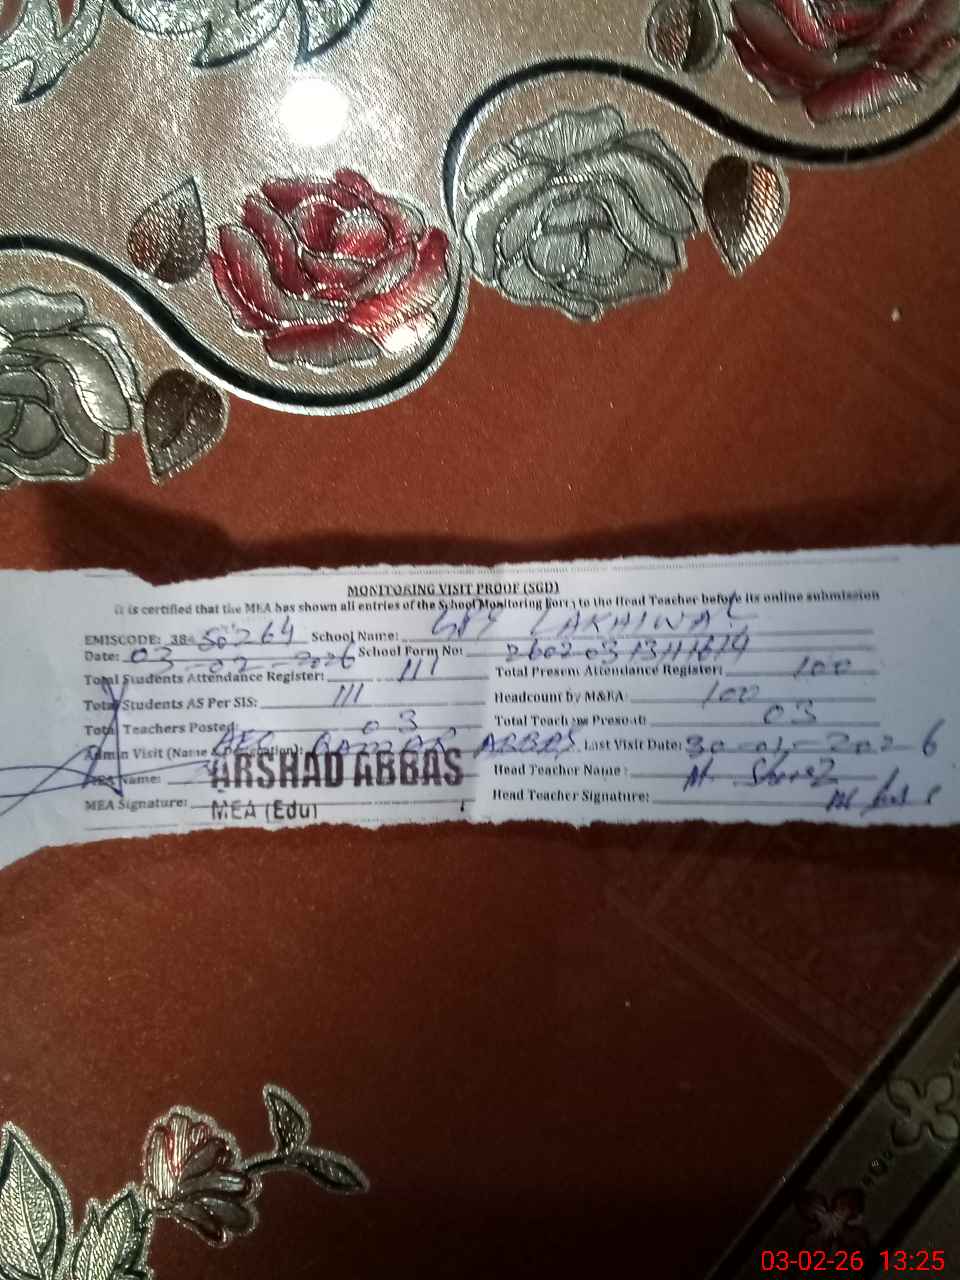 MONITORING VISIT PROOF (SGD)
It is certified that the MEA has shown all entries of the School Monitoring Form to the Head Teacher before its online submission
EMISCODE: 38-50264 School Name: LAKHIWAL
Date: 03-02-2026 School Form No:
Total Students Attendance Register: 111 Total Present Attendance Register: 100
Total Students AS Per SIS: 111 Headcount by M&EA: 100
Total Teachers Posted: 03 Total Teachers Present: 03
Admin Visit (Name & Designation): ABBAS Last Visit Date: 30-01-2026
MEA Name: ARSHAD ABBAS Head Teacher Name: M.
MEA Signature: MEA (Edu) Head Teacher Signature:
03-02-26 13:25